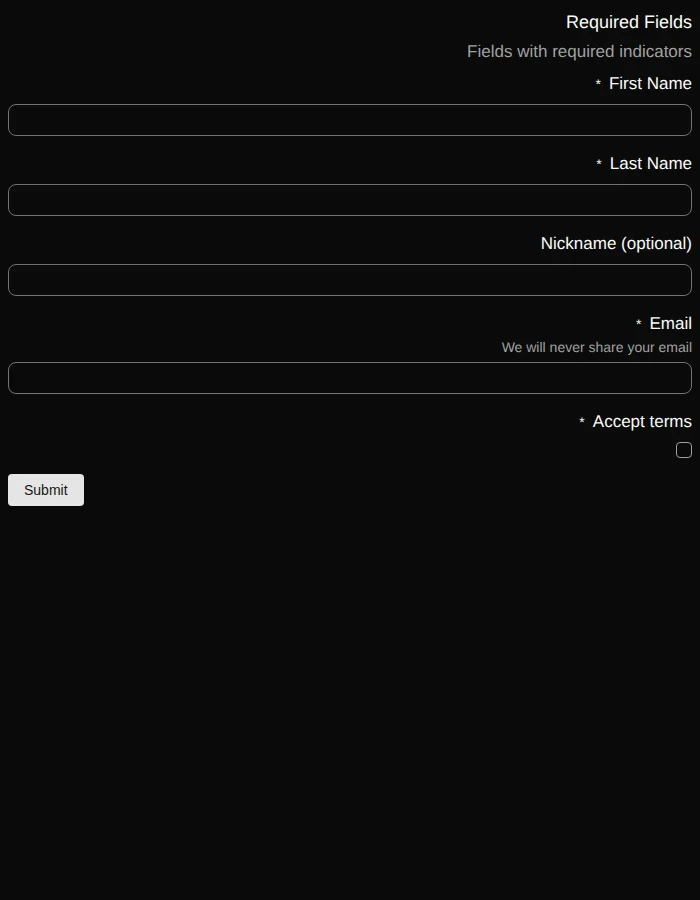 Required Fields
Fields with required indicators
First Name *
Last Name *
Nickname (optional)
Email *
We will never share your email
Accept terms *
Submit